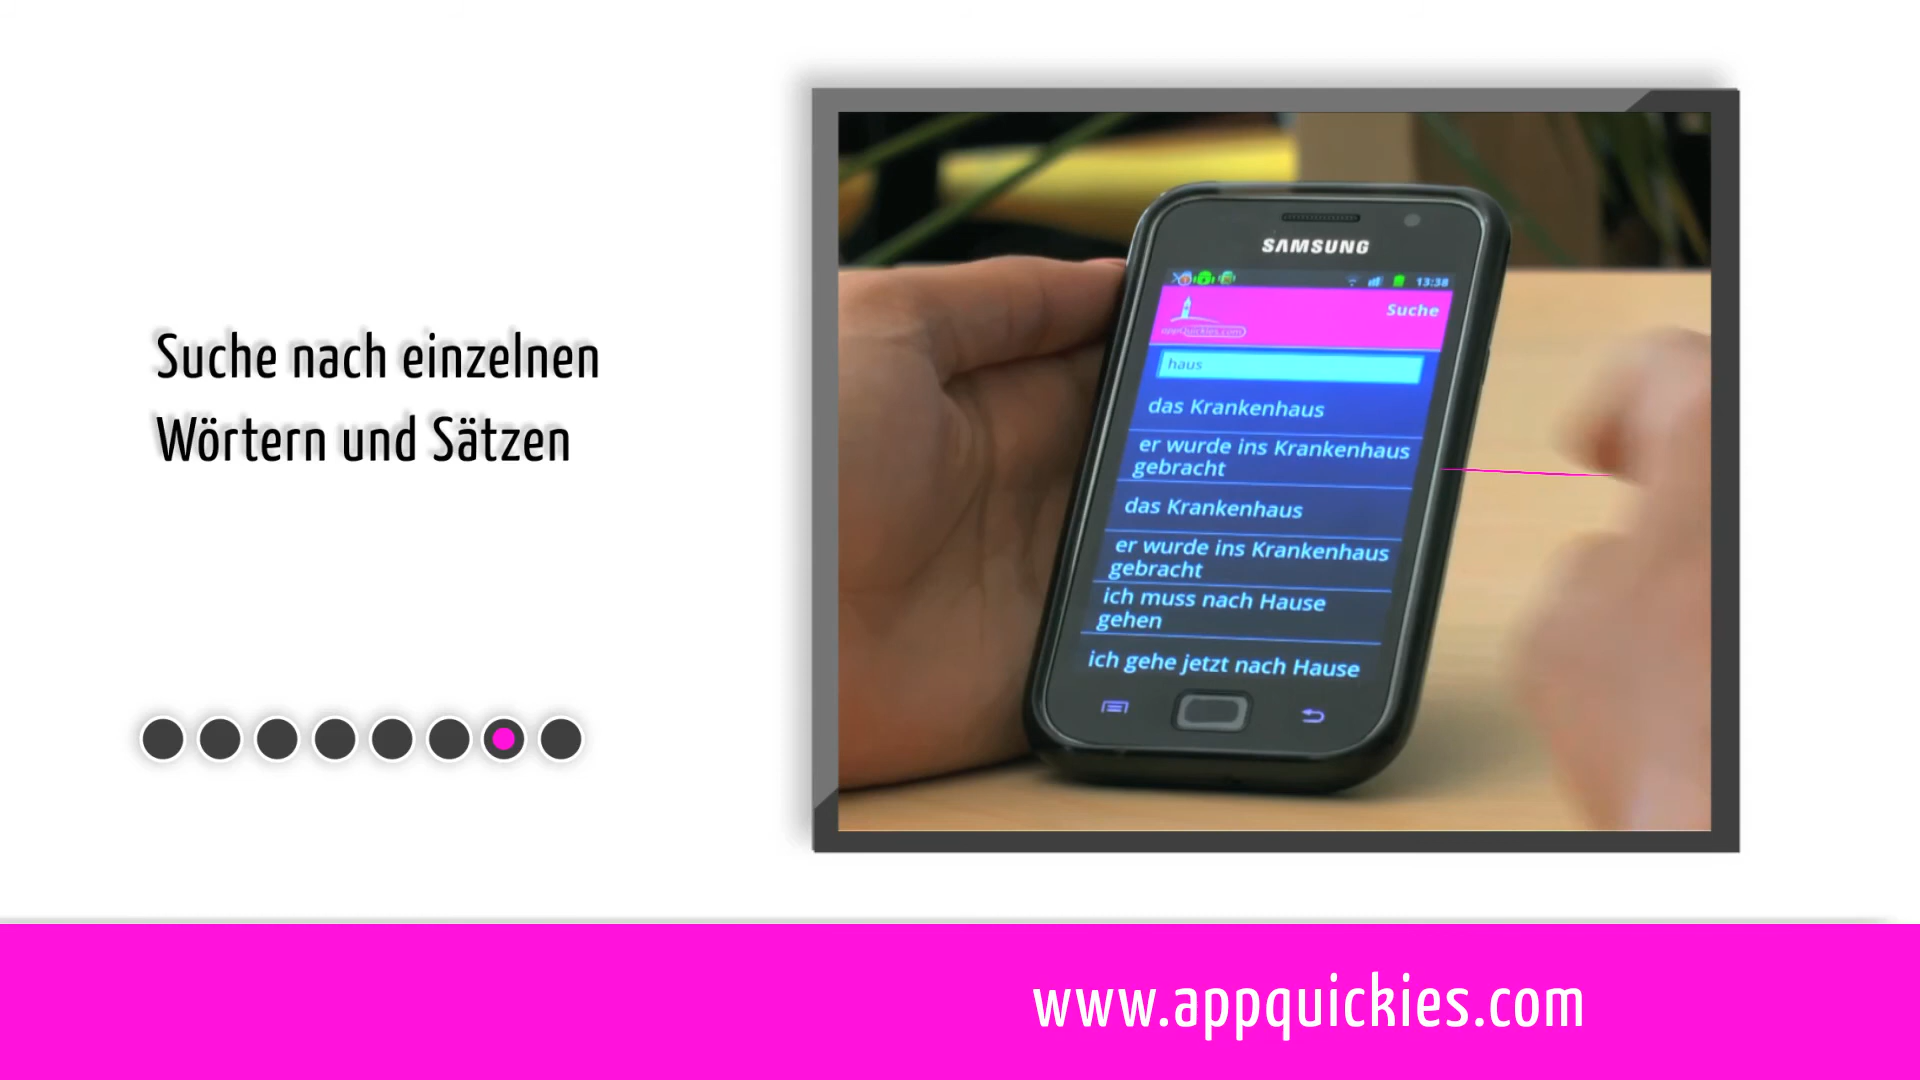 Suche nach einzelnen
Wörtern und Sätzen
SAMSUNG
13:38
Suche
appQuickies.com
haus
das Krankenhaus
er wurde ins Krankenhaus
gebracht
das Krankenhaus
er wurde ins Krankenhaus
gebracht
ich muss nach Hause
gehen
ich gehe jetzt nach Hause
www.appquickies.com